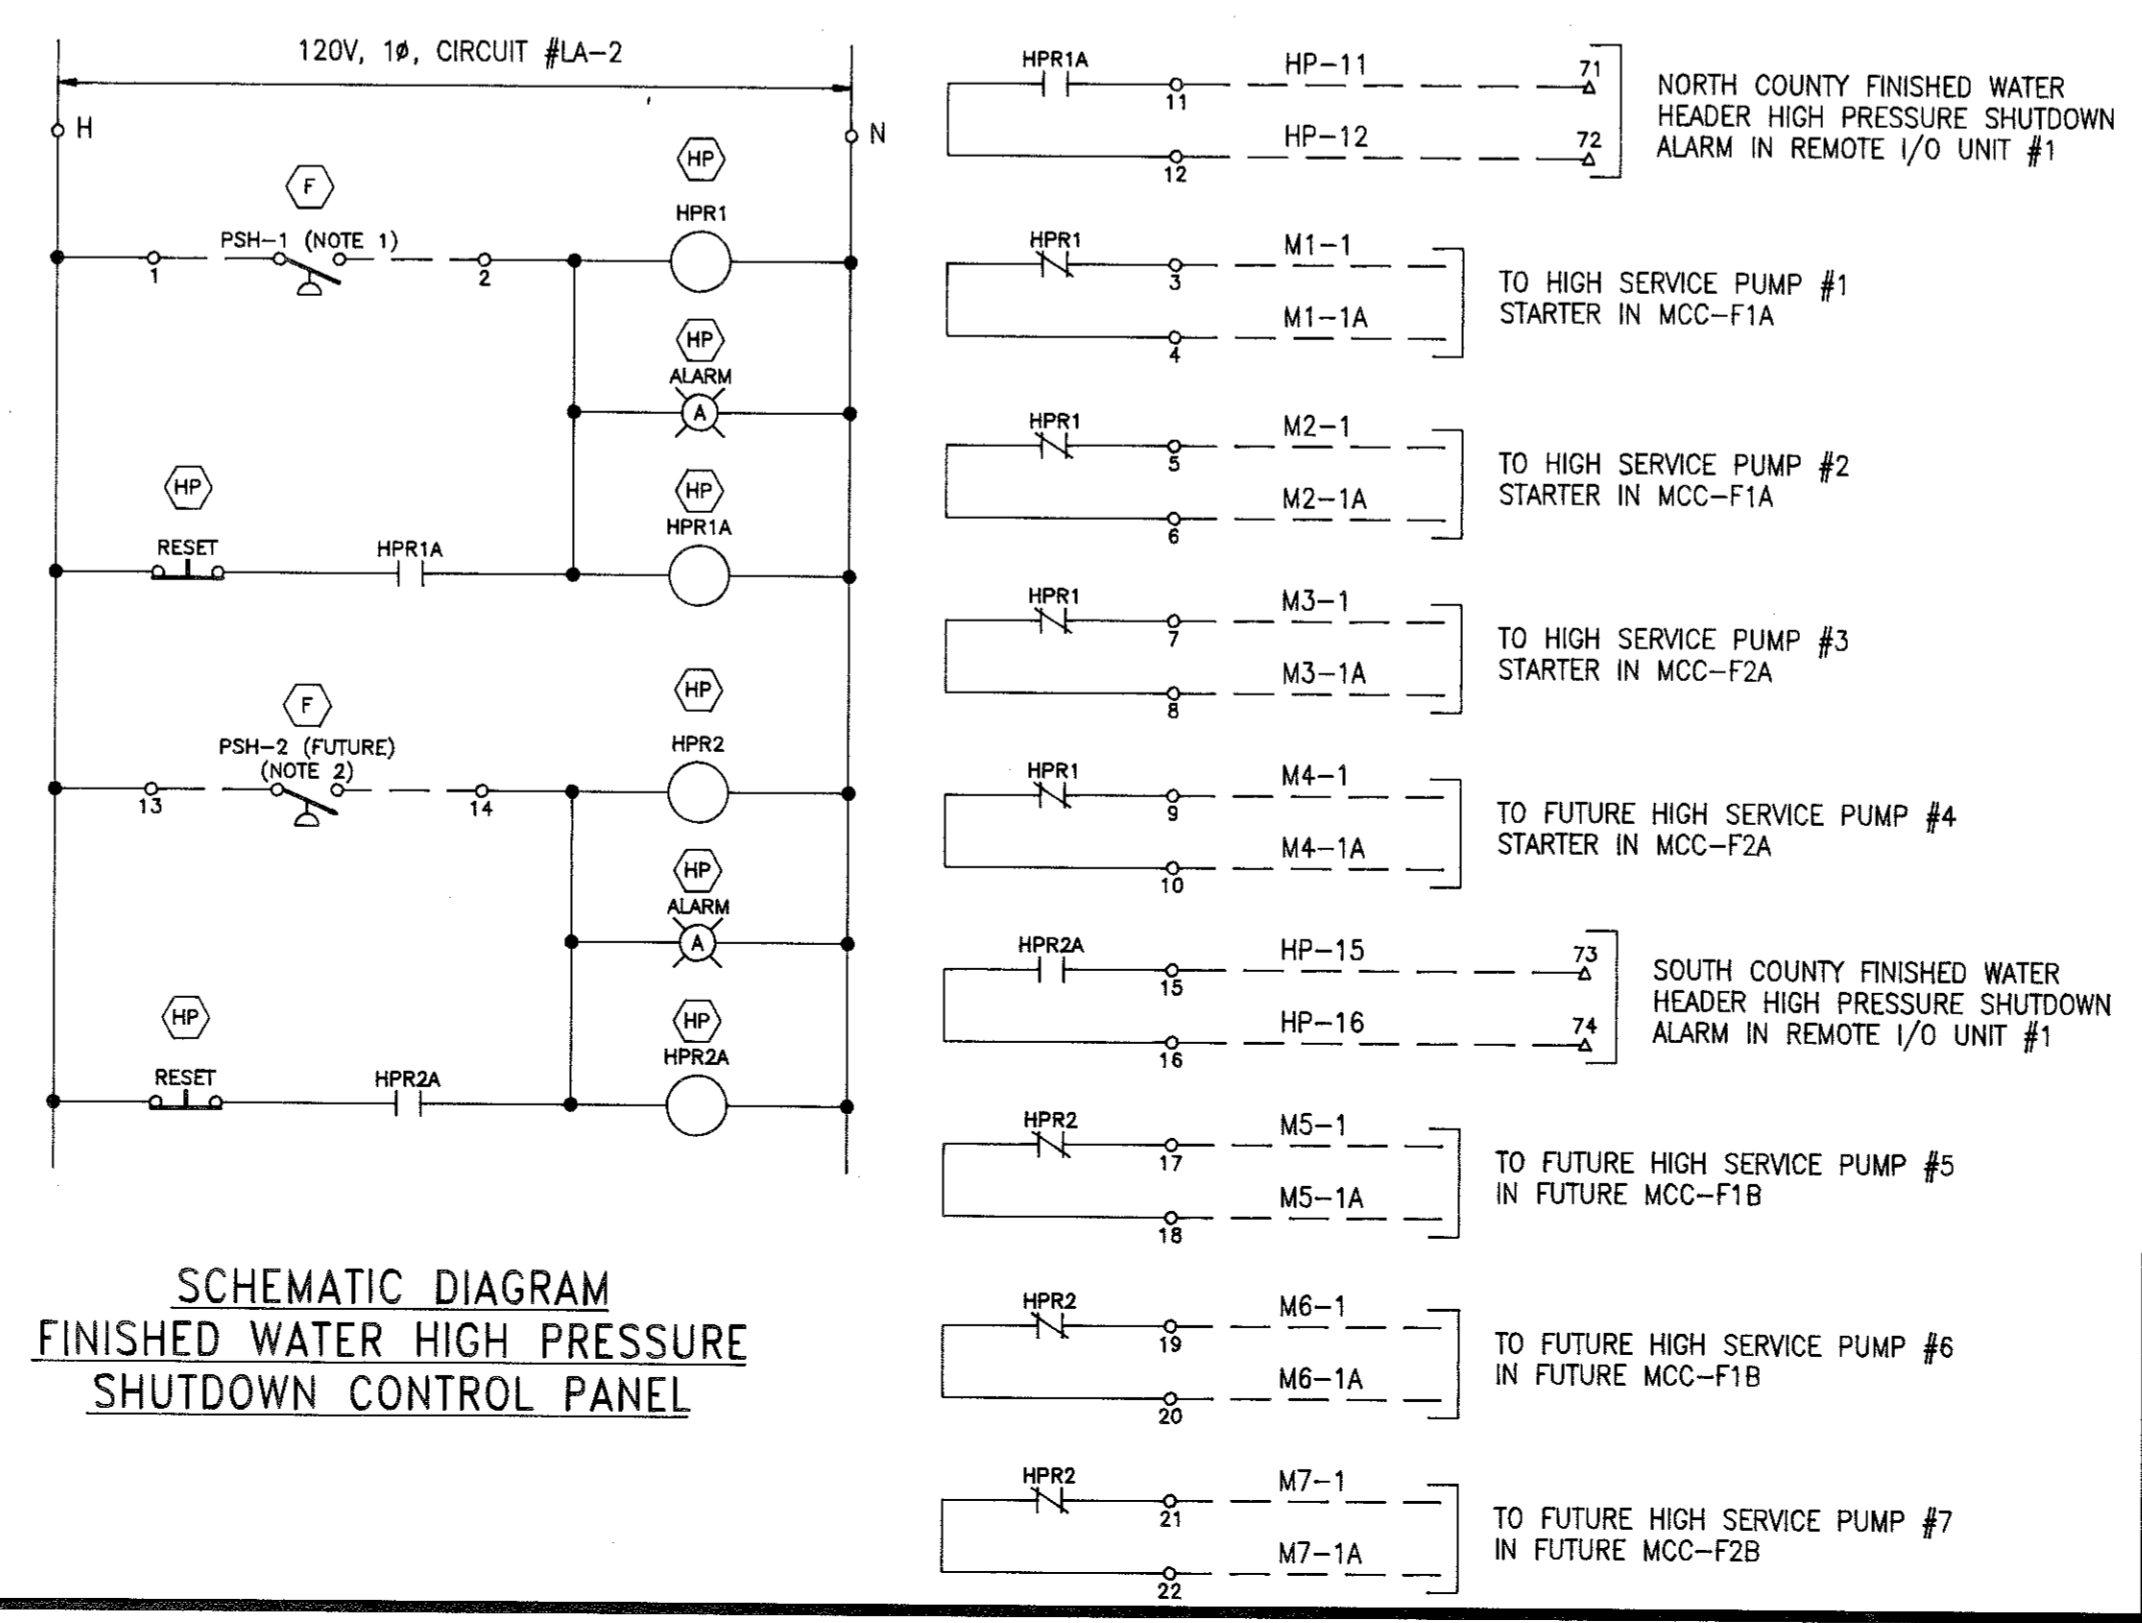 120V, 1ø, CIRCUIT #LA-2
H
N
F
PSH-1 (NOTE 1)
1
2
HP
HPR1
HP
ALARM
A
HP
RESET
HPR1A
HP
HPR1A
F
PSH-2 (FUTURE)
(NOTE 2)
13
14
HP
HPR2
HP
ALARM
A
HP
RESET
HPR2A
HP
HPR2A
SCHEMATIC DIAGRAM
FINISHED WATER HIGH PRESSURE
SHUTDOWN CONTROL PANEL
HPR1A
11
HP-11
71
12
HP-12
72
NORTH COUNTY FINISHED WATER
HEADER HIGH PRESSURE SHUTDOWN
ALARM IN REMOTE I/O UNIT #1
HPR1
3
M1-1
4
M1-1A
TO HIGH SERVICE PUMP #1
STARTER IN MCC-F1A
HPR1
5
M2-1
6
M2-1A
TO HIGH SERVICE PUMP #2
STARTER IN MCC-F1A
HPR1
7
M3-1
8
M3-1A
TO HIGH SERVICE PUMP #3
STARTER IN MCC-F2A
HPR1
9
M4-1
10
M4-1A
TO FUTURE HIGH SERVICE PUMP #4
STARTER IN MCC-F2A
HPR2A
15
HP-15
73
16
HP-16
74
SOUTH COUNTY FINISHED WATER
HEADER HIGH PRESSURE SHUTDOWN
ALARM IN REMOTE I/O UNIT #1
HPR2
17
M5-1
18
M5-1A
TO FUTURE HIGH SERVICE PUMP #5
IN FUTURE MCC-F1B
HPR2
19
M6-1
20
M6-1A
TO FUTURE HIGH SERVICE PUMP #6
IN FUTURE MCC-F1B
HPR2
21
M7-1
22
M7-1A
TO FUTURE HIGH SERVICE PUMP #7
IN FUTURE MCC-F2B